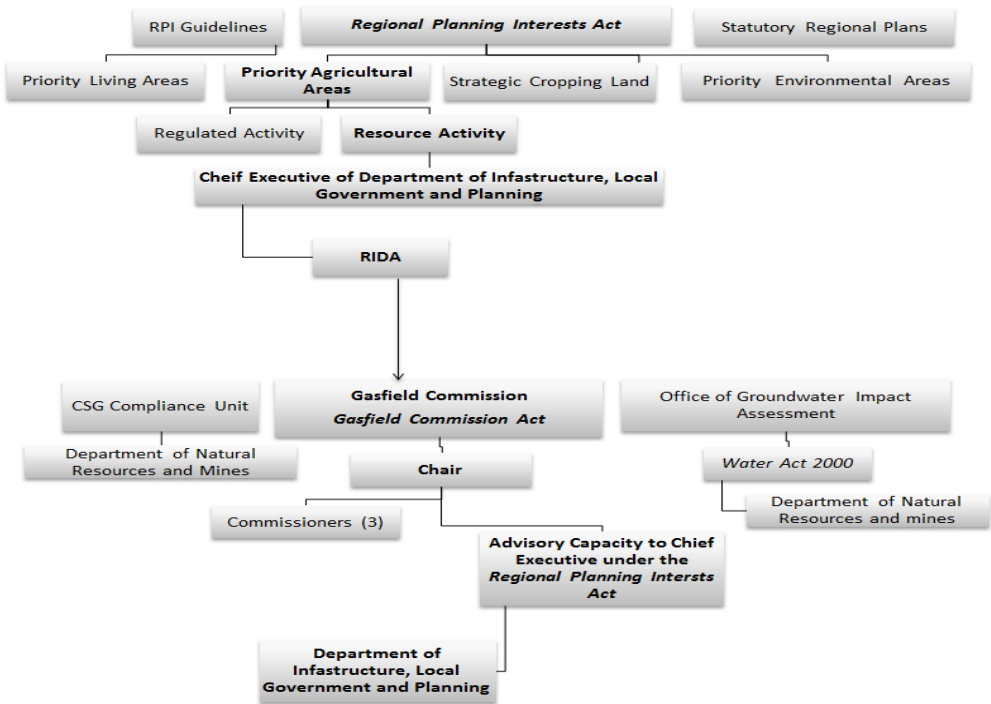 RPI Guidelines
Regional Planning Interests Act
Statutory Regional Plans
Priority Living Areas
Priority Agricultural
Areas
Strategic Cropping Land
Priority Environmental Areas
Regulated Activity
Resource Activity
Cheif Executive of Department of Infastructure, Local
Government and Planning
RIDA
CSG Compliance Unit
Gasfield Commission
Gasfield Commission Act
Office of Groundwater Impact
Assessment
Department of Natural
Resources and Mines
Chair
Water Act 2000
Commissioners (3)
Department of Natural
Resources and mines
Advisory Capacity to Chief
Executive under the
Regional Planning Intersts
Act
Department of
Infastructure, Local
Government and Planning